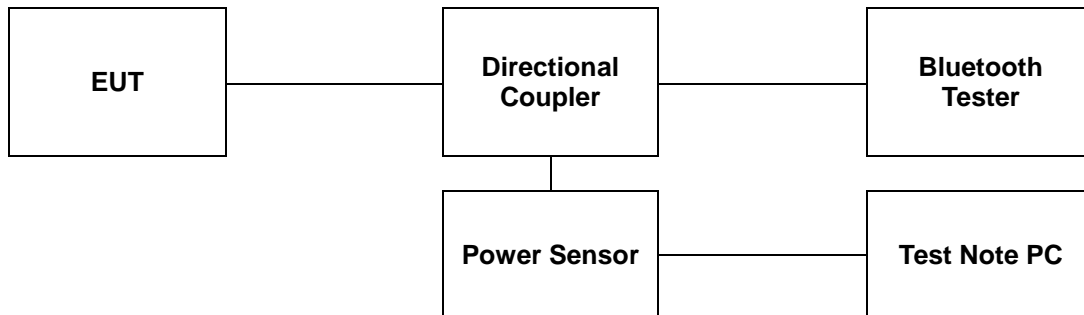 EUT
Directional
Coupler
Bluetooth
Tester
Power Sensor
Test Note PC